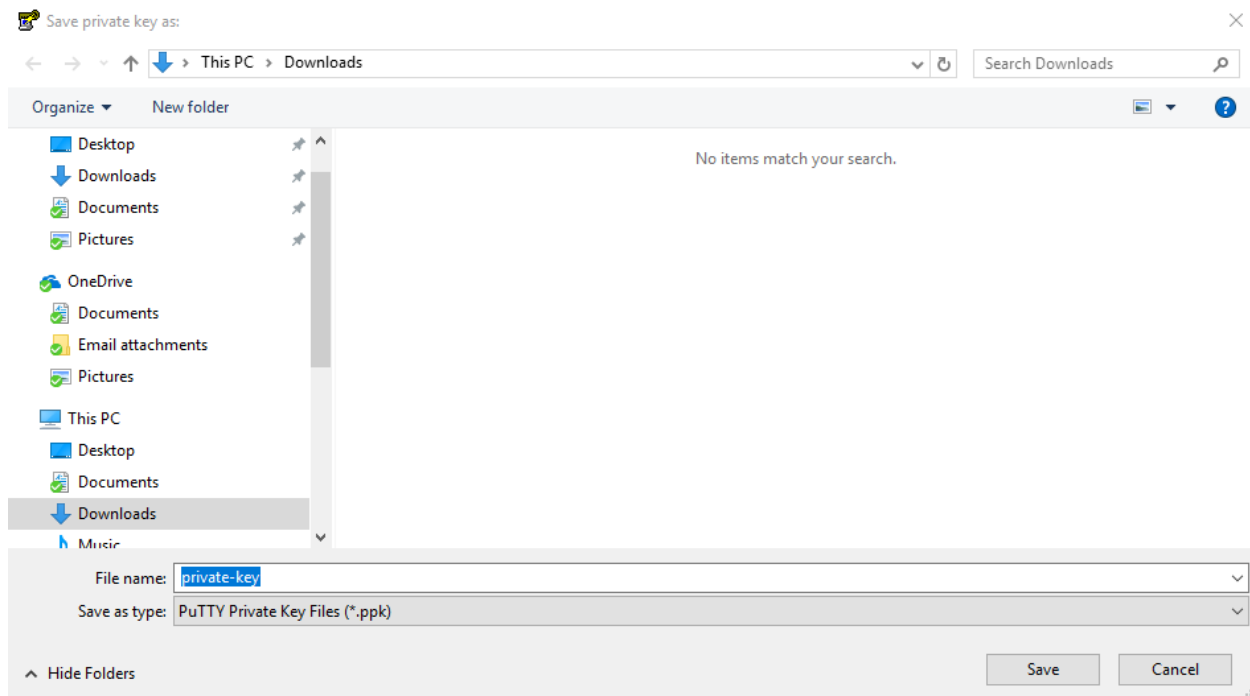 Save private key as:
This PC > Downloads
Search Downloads
Organize
New folder
Desktop
Downloads
Documents
Pictures
OneDrive
Documents
Email attachments
Pictures
This PC
Desktop
Documents
Downloads
Music
No items match your search.
File name: private-key
Save as type: PuTTY Private Key Files (*.ppk)
Hide Folders
Save
Cancel